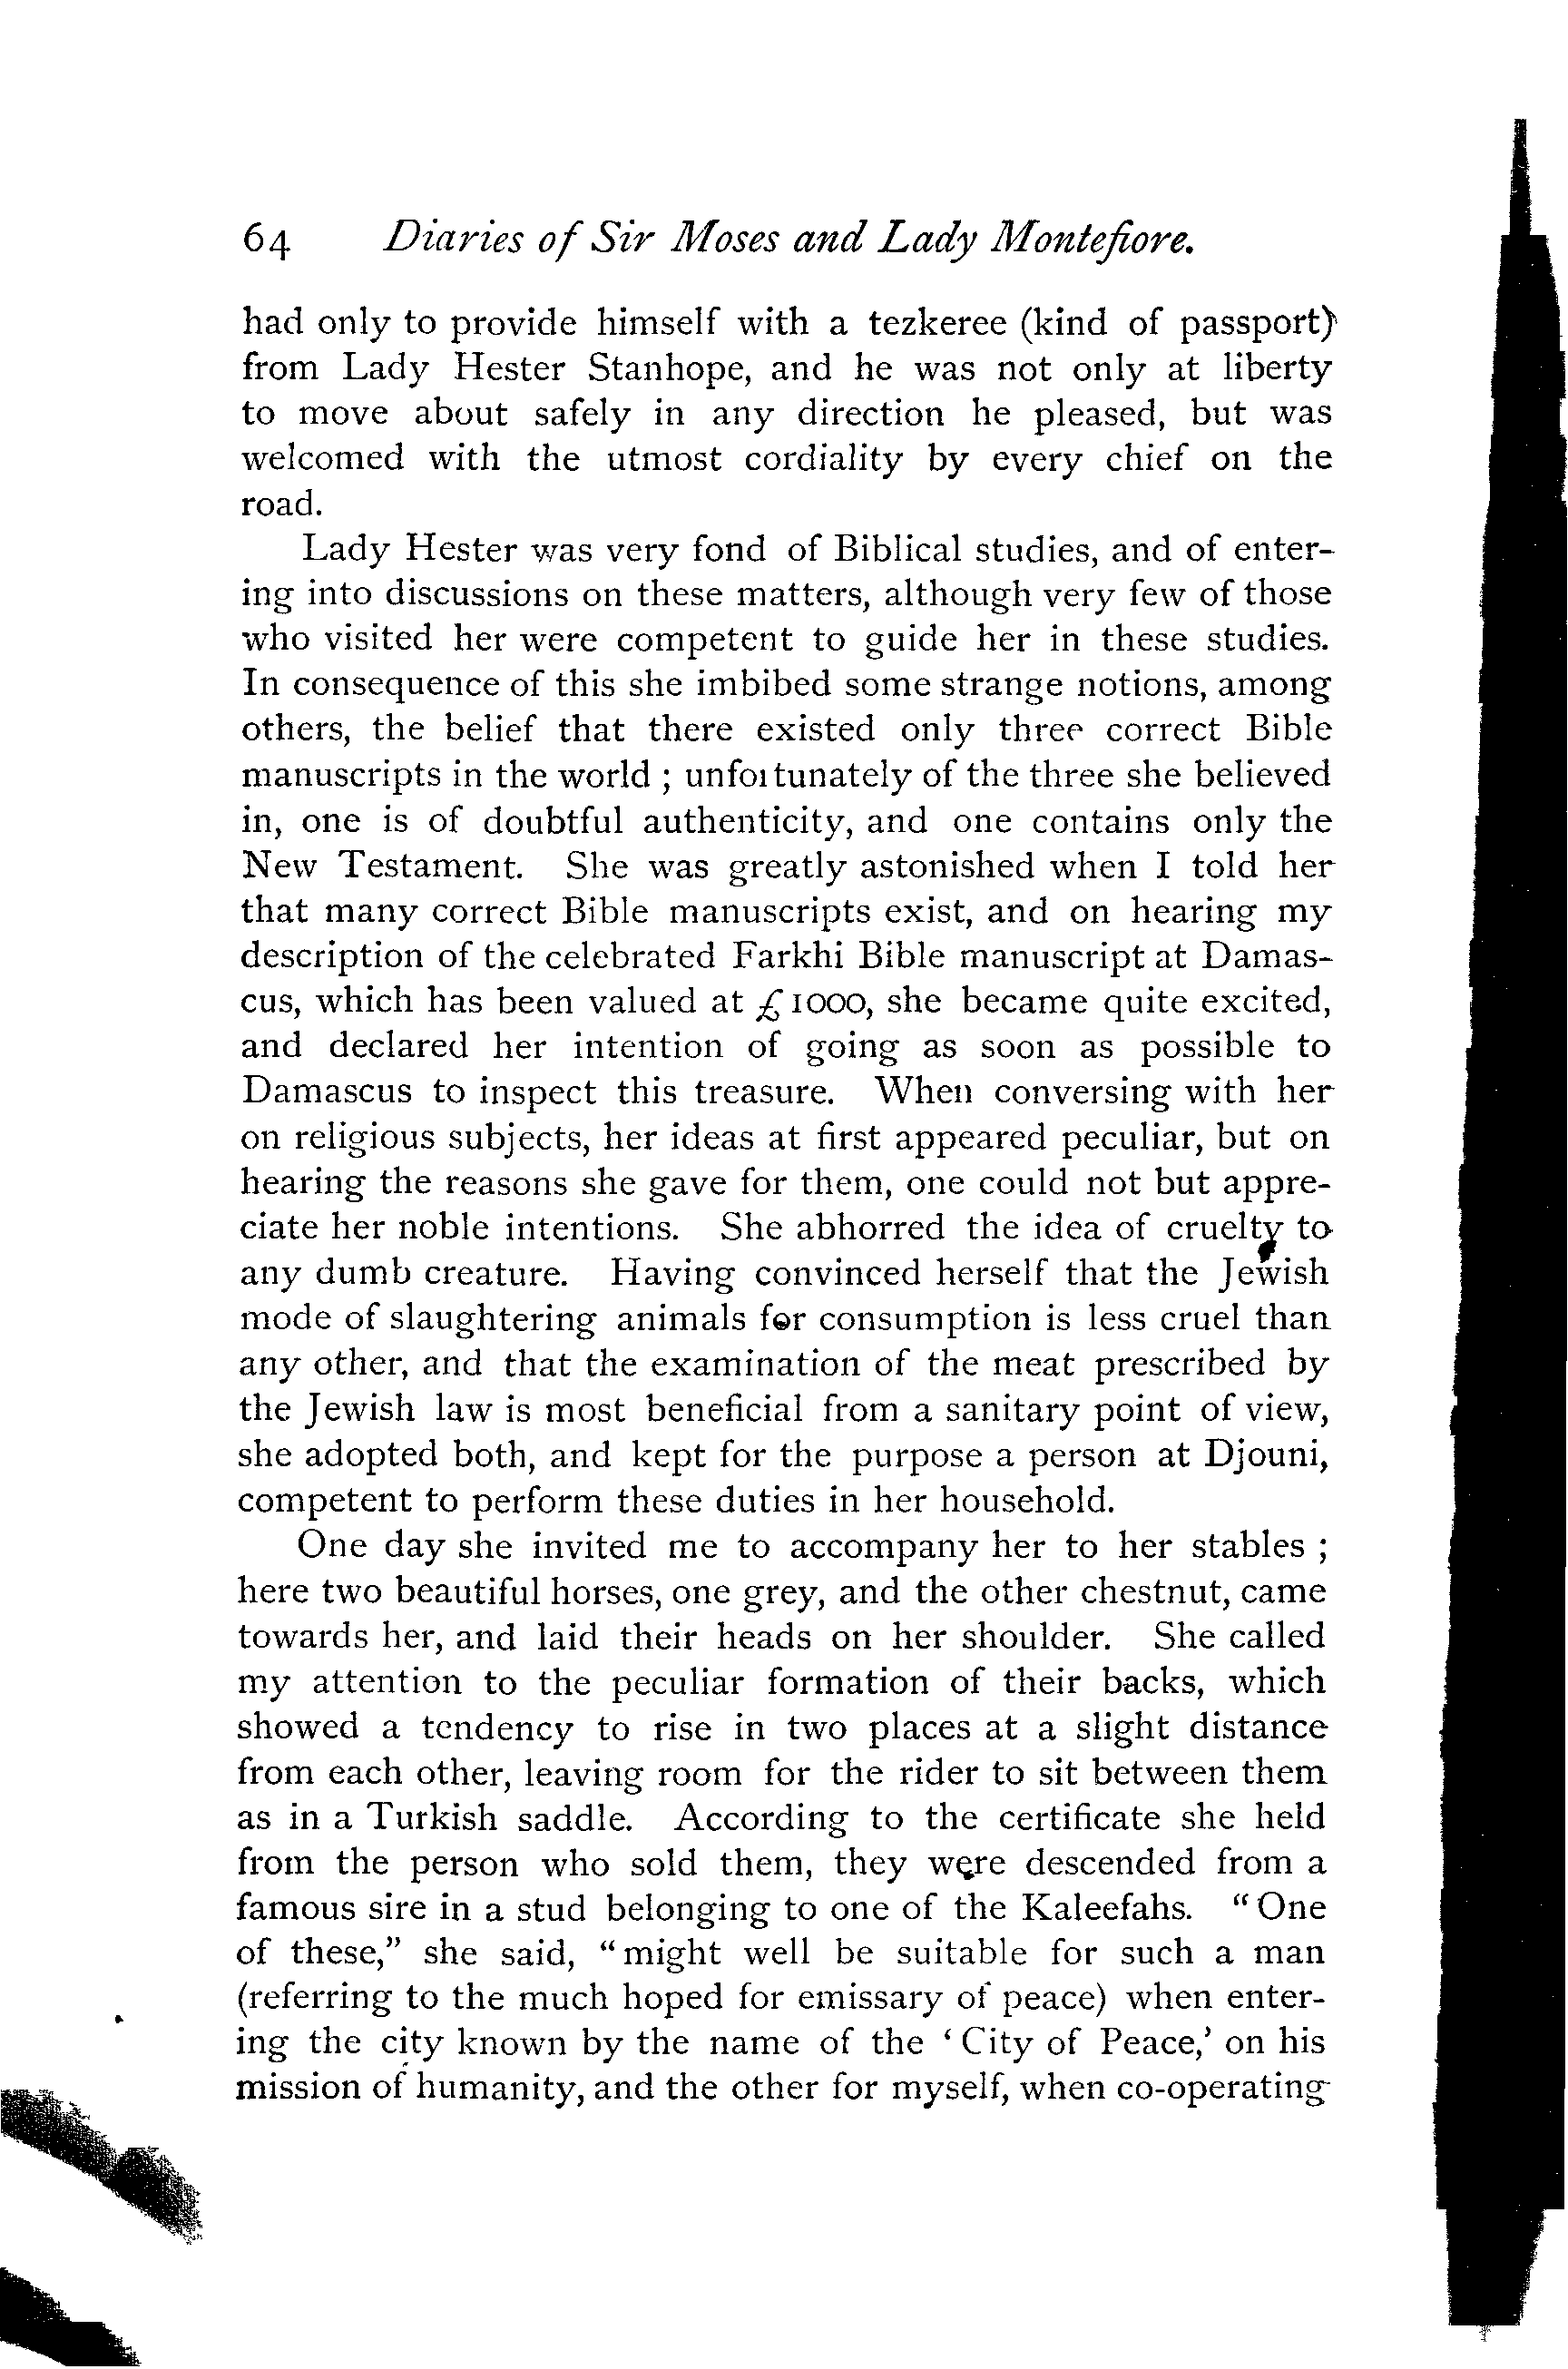 64 Diaries of Sir Moses and Lady Montefiore.
had only to provide himself with a tezkeree (kind of passport)
from Lady Hester Stanhope, and he was not only at liberty
to move about safely in any direction he pleased, but was
welcomed with the utmost cordiality by every chief on the
road.
Lady Hester was very fond of Biblical studies, and of enter-
ing into discussions on these matters, although very few of those
who visited her were competent to guide her in these studies.
In consequence of this she imbibed some strange notions, among
others, the belief that there existed only three correct Bible
manuscripts in the world ; unfortunately of the three she believed
in, one is of doubtful authenticity, and one contains only the
New Testament. She was greatly astonished when I told her
that many correct Bible manuscripts exist, and on hearing my
description of the celebrated Farkhi Bible manuscript at Damas-
cus, which has been valued at £1000, she became quite excited,
and declared her intention of going as soon as possible to
Damascus to inspect this treasure. When conversing with her
on religious subjects, her ideas at first appeared peculiar, but on
hearing the reasons she gave for them, one could not but appre-
ciate her noble intentions. She abhorred the idea of cruelty to
any dumb creature. Having convinced herself that the Jewish
mode of slaughtering animals for consumption is less cruel than
any other, and that the examination of the meat prescribed by
the Jewish law is most beneficial from a sanitary point of view,
she adopted both, and kept for the purpose a person at Djouni,
competent to perform these duties in her household.
One day she invited me to accompany her to her stables ;
here two beautiful horses, one grey, and the other chestnut, came
towards her, and laid their heads on her shoulder. She called
my attention to the peculiar formation of their backs, which
showed a tendency to rise in two places at a slight distance
from each other, leaving room for the rider to sit between them
as in a Turkish saddle. According to the certificate she held
from the person who sold them, they were descended from a
famous sire in a stud belonging to one of the Kaleefahs. “One
of these,” she said, “might well be suitable for such a man
(referring to the much hoped for emissary of peace) when enter-
ing the city known by the name of the ‘City of Peace,’ on his
mission of humanity, and the other for myself, when co-operating